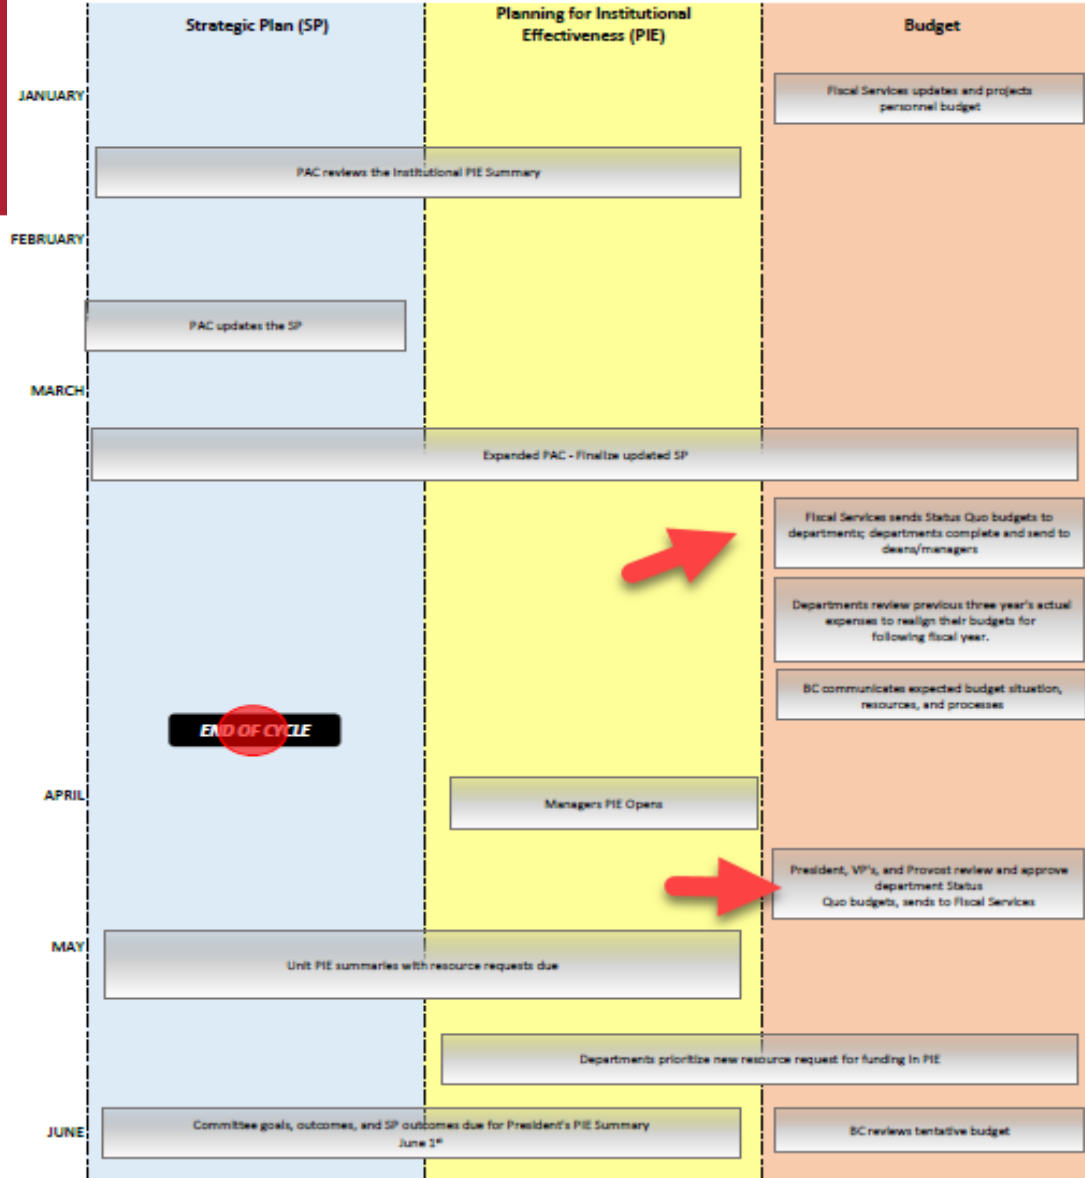 Strategic Plan (SP)
Planning for Institutional
Effectiveness (PIE)
Budget
JANUARY
Fiscal Services updates and projects
personnel budget
PAC reviews the Institutional PIE Summary
FEBRUARY
PAC updates the SP
MARCH
Expanded PAC - Finalize updated SP
Fiscal Services sends Status Quo budgets to
departments; departments complete and send to
deans/managers
Departments review previous three year's actual
expenses to realign their budgets for
following fiscal year.
BC communicates expected budget situation,
resources, and processes
END OF CYCLE
APRIL
Managers PIE Opens
President, VP's, and Provost review and approve
department Status
Quo budgets, sends to Fiscal Services
MAY
Unit PIE summaries with resource requests due
Departments prioritize new resource request for funding in PIE
JUNE
Committee goals, outcomes, and SP outcomes due for President's PIE Summary
June 1st
BC reviews tentative budget